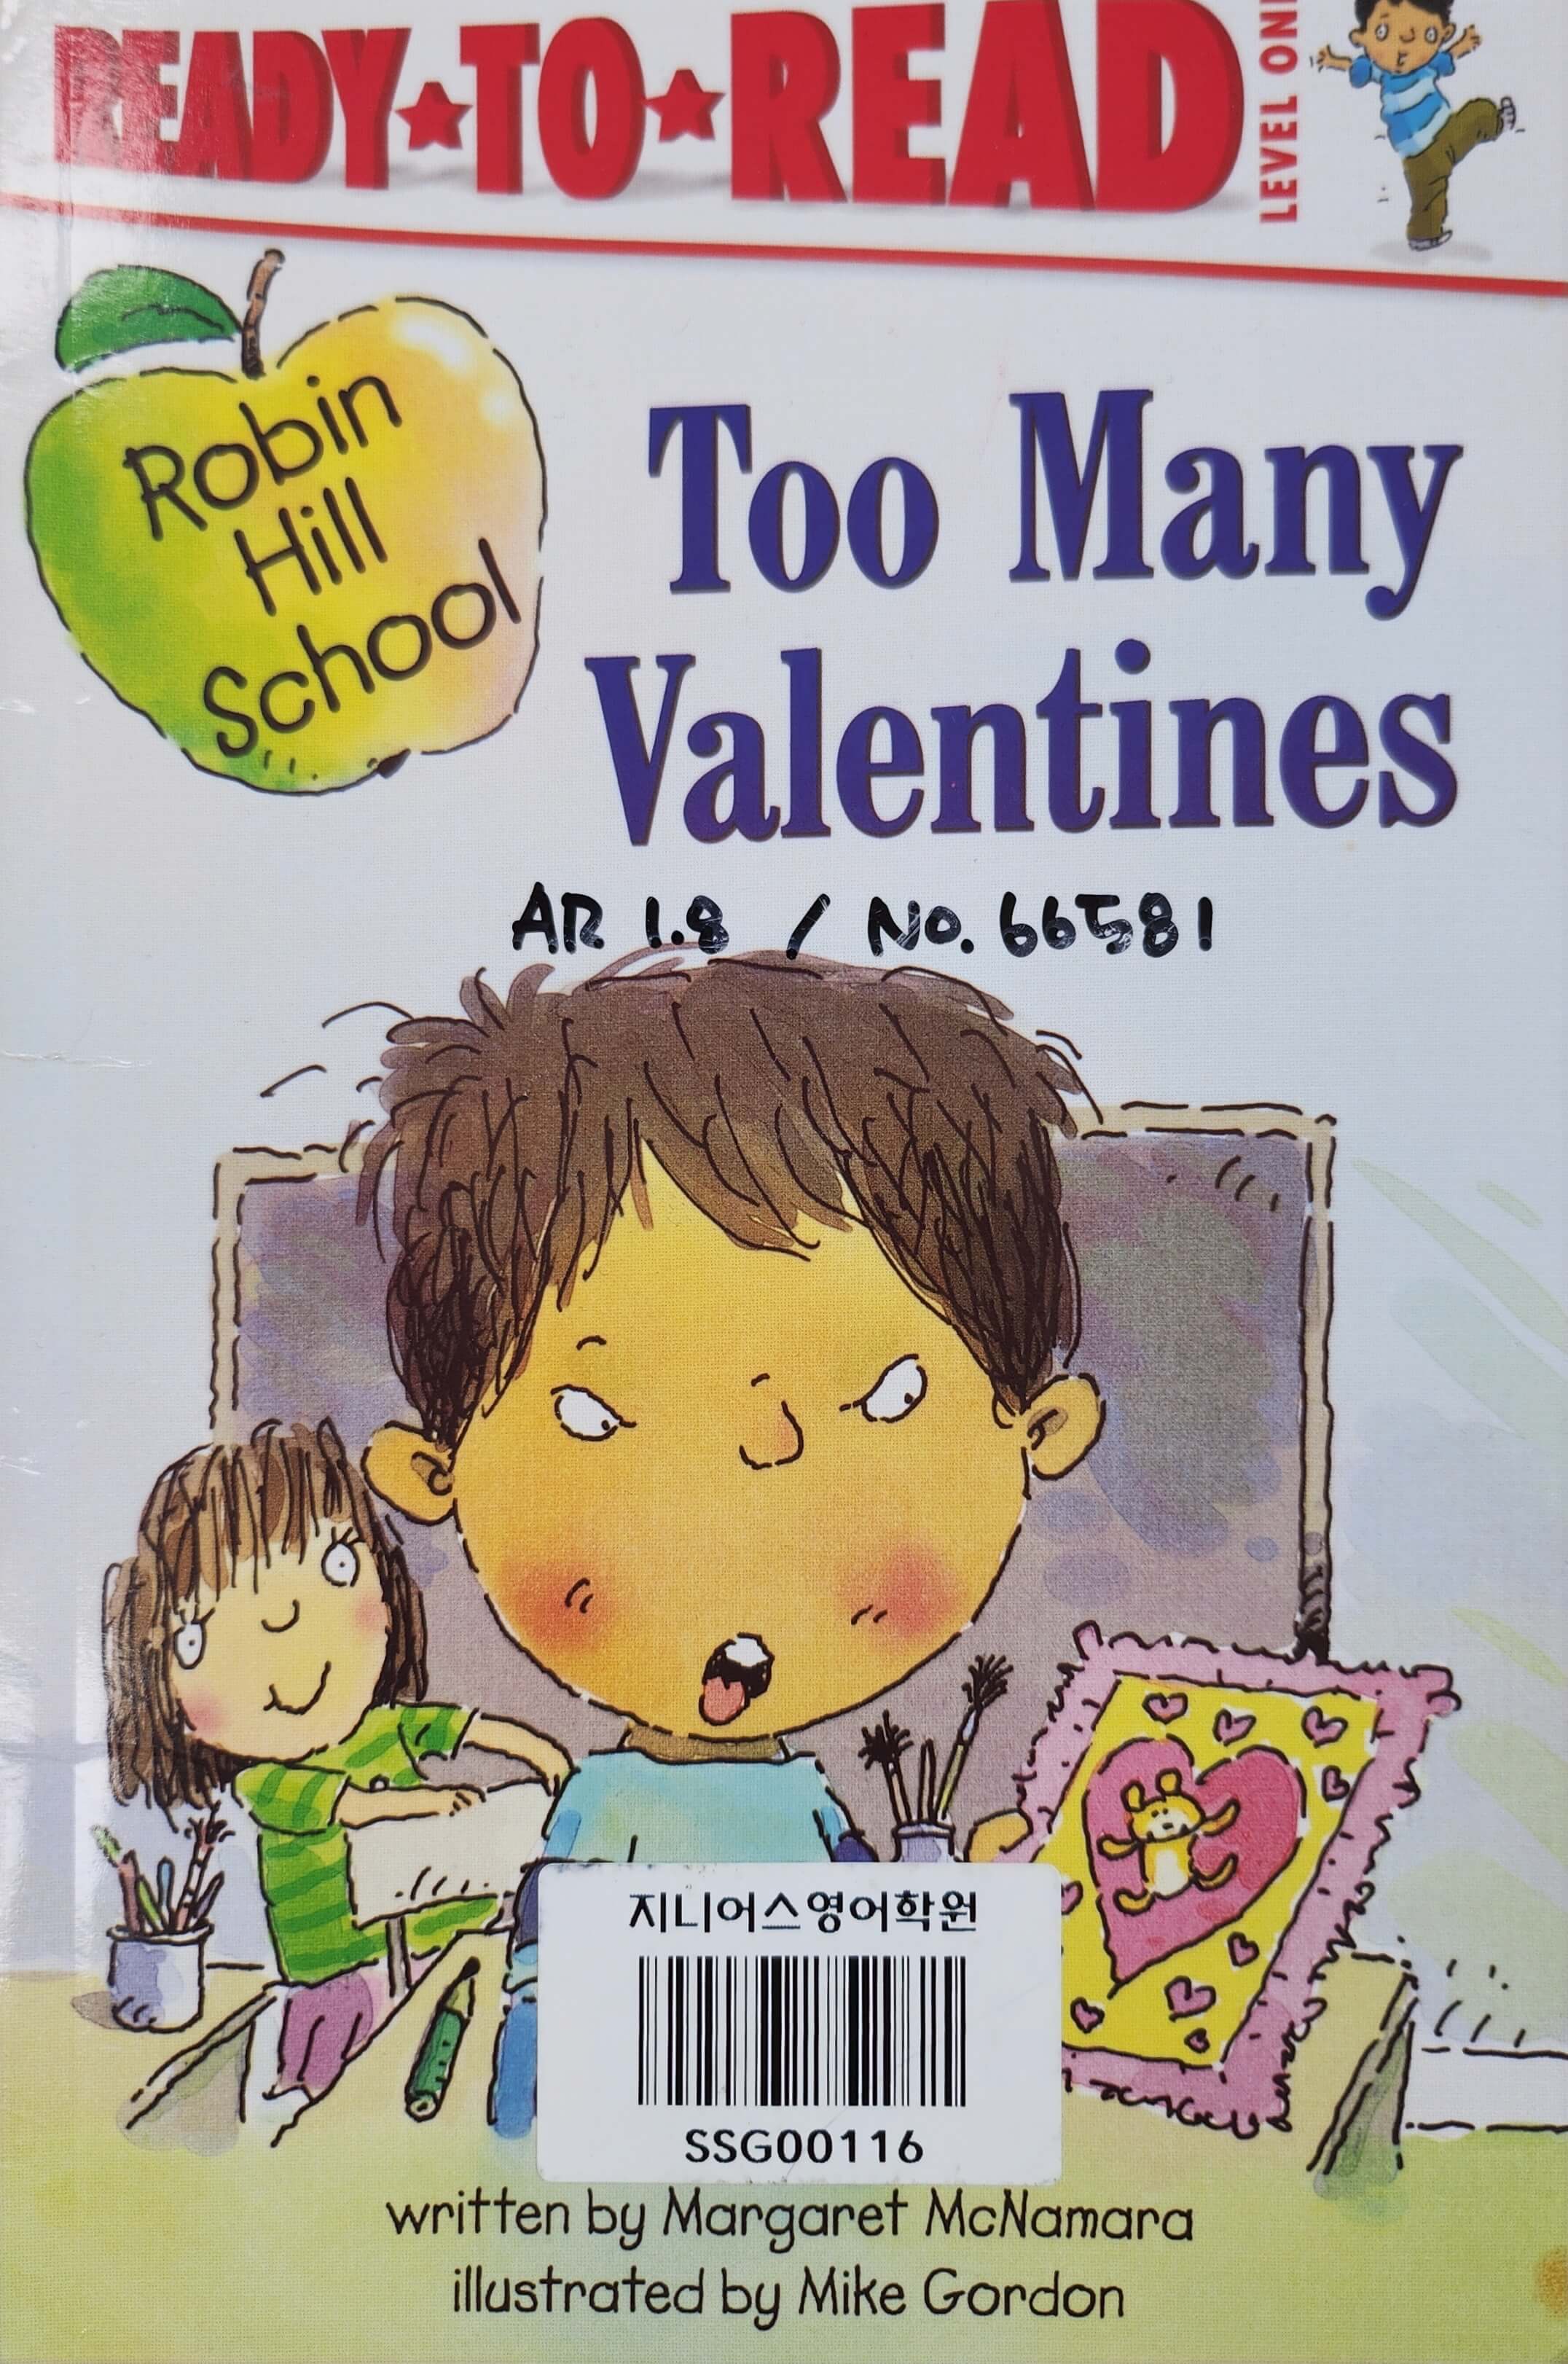 READY★TO★READ
LEVEL ONE
Robin
Hill
School
Too Many
Valentines
AR 1.8 / No. 66581
지니어스영어학원
SSG00116
written by Margaret McNamara
illustrated by Mike Gordon